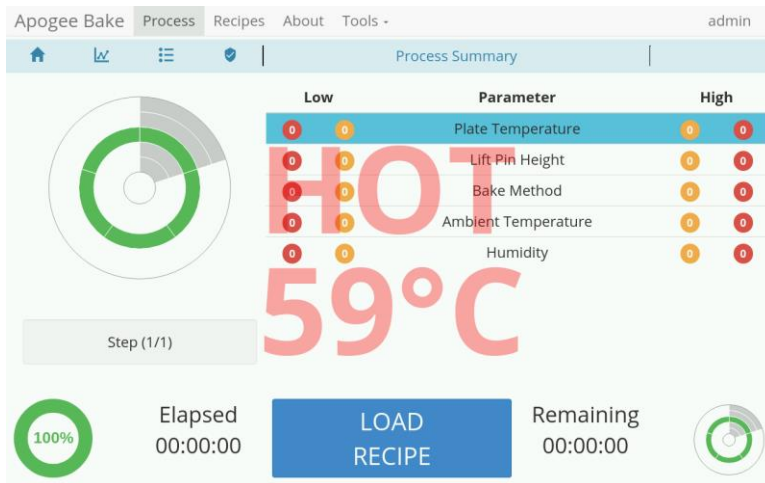 Apogee Bake Process Recipes About Tools admin
Process Summary
Low Parameter High
0 0 Plate Temperature 0 0
0 0 Lift Pin Height 0 0
0 0 Bake Method 0 0
0 0 Ambient Temperature 0 0
0 0 Humidity 0 0
HOT
59°C
Step (1/1)
100%
Elapsed
00:00:00
LOAD
RECIPE
Remaining
00:00:00